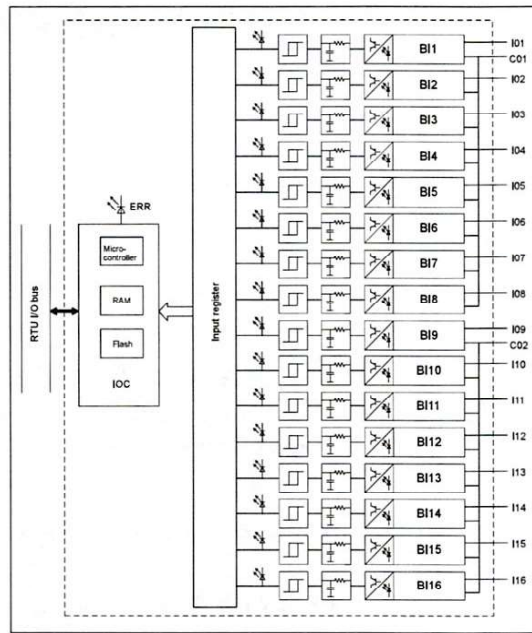 BI1 I01
C01
BI2 I02
BI3 I03
BI4 I04
BI5 I05
ERR
BI6 I06
Micro-
controller
BI7 I07
RAM
BI8 I08
RTU I/O bus
Input register
Flash
BI9 I09
C02
IOC
BI10 I10
BI11 I11
BI12 I12
BI13 I13
BI14 I14
BI15 I15
BI16 I16